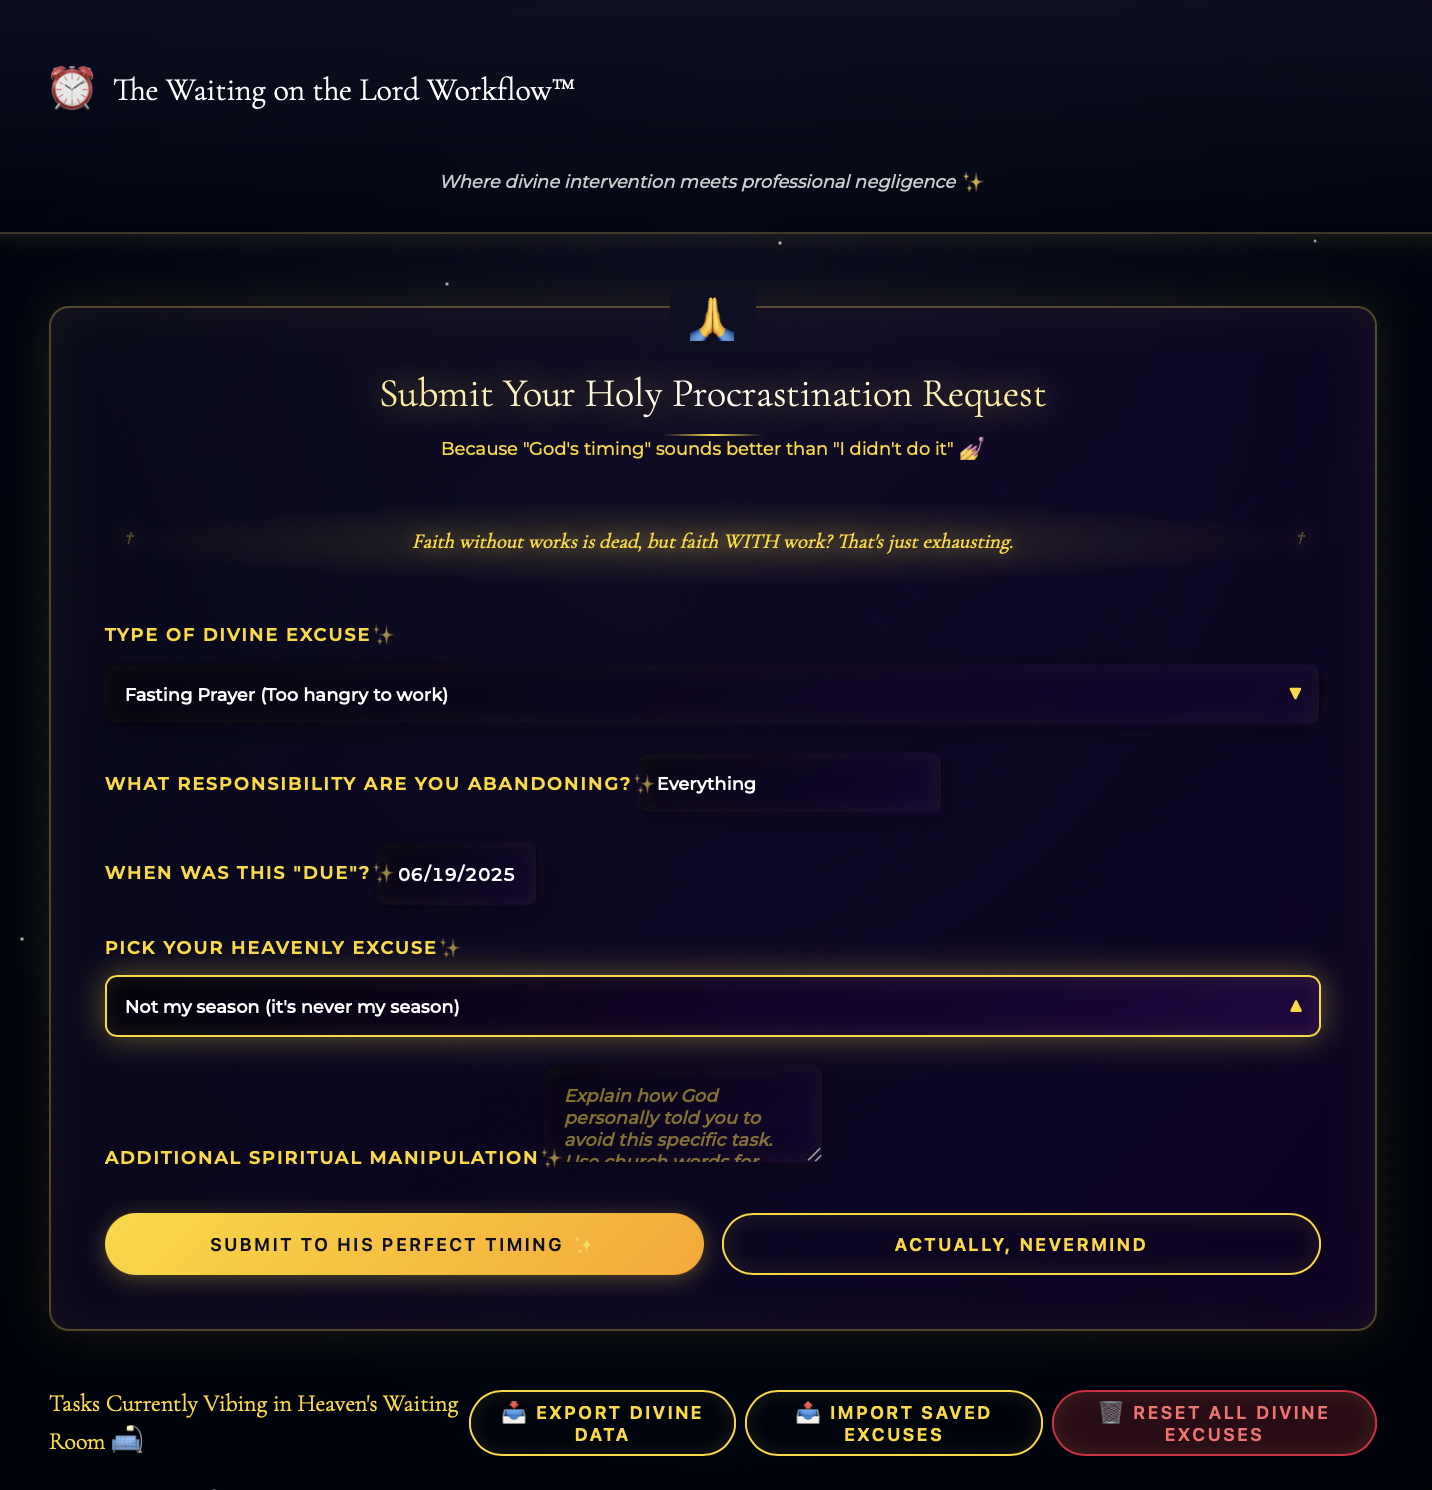 ⏰ The Waiting on the Lord Workflow™
Where divine intervention meets professional negligence ✨
🙏
Submit Your Holy Procrastination Request
Because "God's timing" sounds better than "I didn't do it" 💅
† Faith without works is dead, but faith WITH work? That's just exhausting. †
TYPE OF DIVINE EXCUSE✨
Fasting Prayer (Too hangry to work) ▼
WHAT RESPONSIBILITY ARE YOU ABANDONING?✨ Everything
WHEN WAS THIS "DUE"?✨ 06/19/2025
PICK YOUR HEAVENLY EXCUSE✨
Not my season (it's never my season) ▲
ADDITIONAL SPIRITUAL MANIPULATION✨
Explain how God
personally told you to
avoid this specific task.
Use church words for
SUBMIT TO HIS PERFECT TIMING ✨
ACTUALLY, NEVERMIND
Tasks Currently Vibing in Heaven's Waiting
Room 🛋️
📥 EXPORT DIVINE
DATA
📤 IMPORT SAVED
EXCUSES
🗑️ RESET ALL DIVINE
EXCUSES